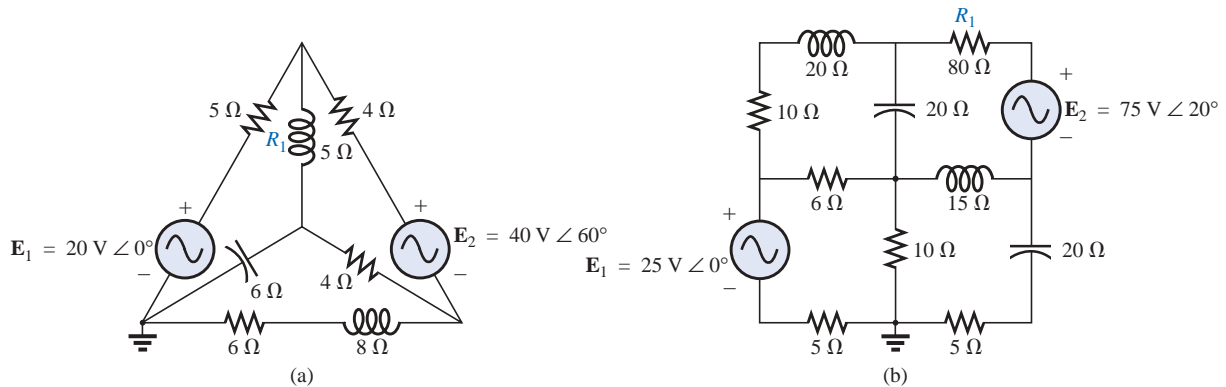 5 Ω
4 Ω
R1
5 Ω
+
+
E1 = 20 V ∠ 0°
E2 = 40 V ∠ 60°
−
−
6 Ω
4 Ω
6 Ω
8 Ω
(a)
R1
20 Ω
80 Ω
+
10 Ω
20 Ω
E2 = 75 V ∠ 20°
−
6 Ω
15 Ω
+
10 Ω
20 Ω
E1 = 25 V ∠ 0°
−
5 Ω
5 Ω
(b)